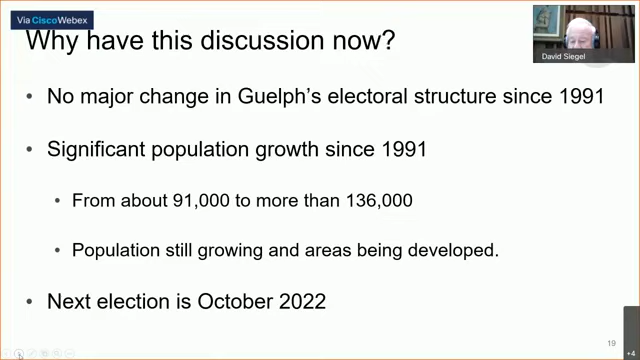 Via CiscoWebex
Why have this discussion now?
David Siegel
• No major change in Guelph's electoral structure since 1991
• Significant population growth since 1991
• From about 91,000 to more than 136,000
• Population still growing and areas being developed.
• Next election is October 2022
19
+4